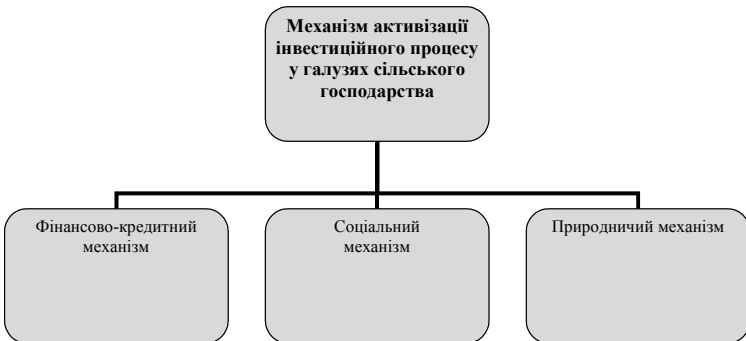 Механізм активізації
інвестиційного процесу
у галузях сільського
господарства
Фінансово-кредитний
механізм
Соціальний
механізм
Природничий механізм